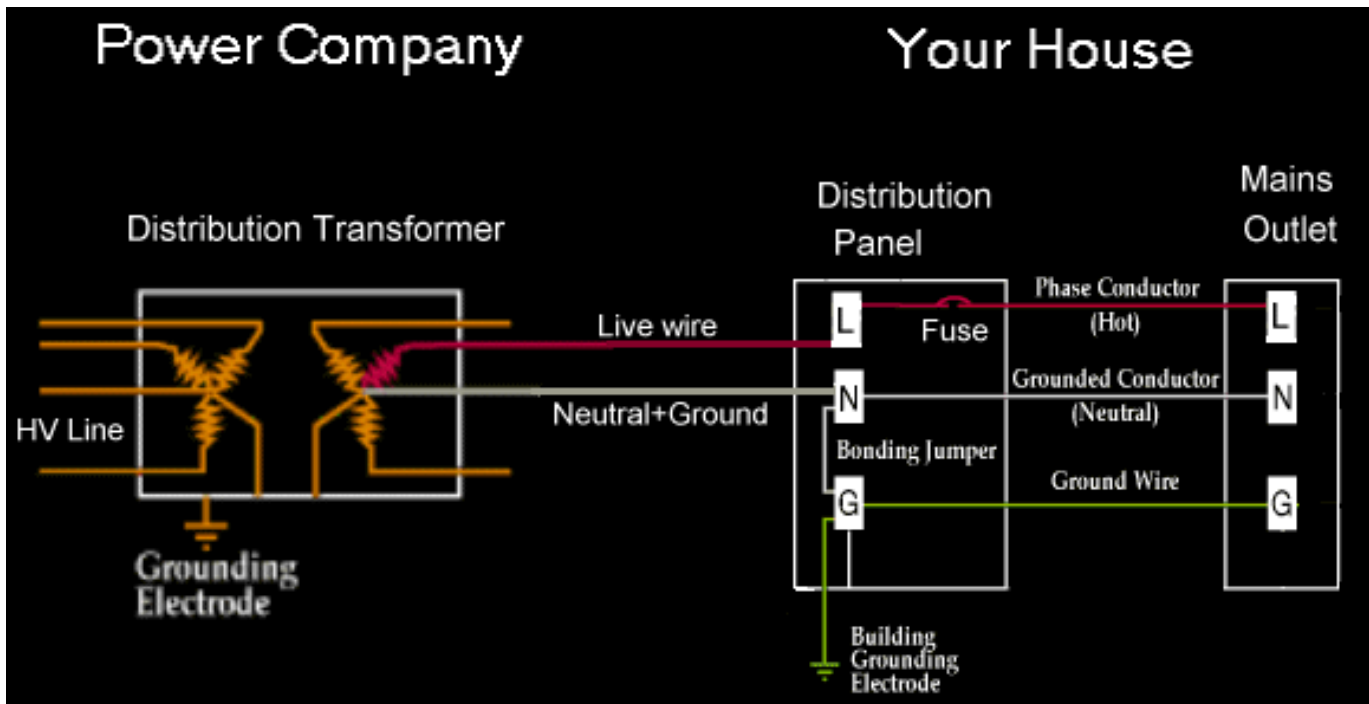 Power Company
Your House
Distribution Transformer
Distribution
Panel
Mains
Outlet
HV Line
Grounding
Electrode
Live wire
Neutral+Ground
L
Fuse
Phase Conductor
(Hot)
L
N
Grounded Conductor
(Neutral)
N
Bonding Jumper
G
Ground Wire
G
Building
Grounding
Electrode